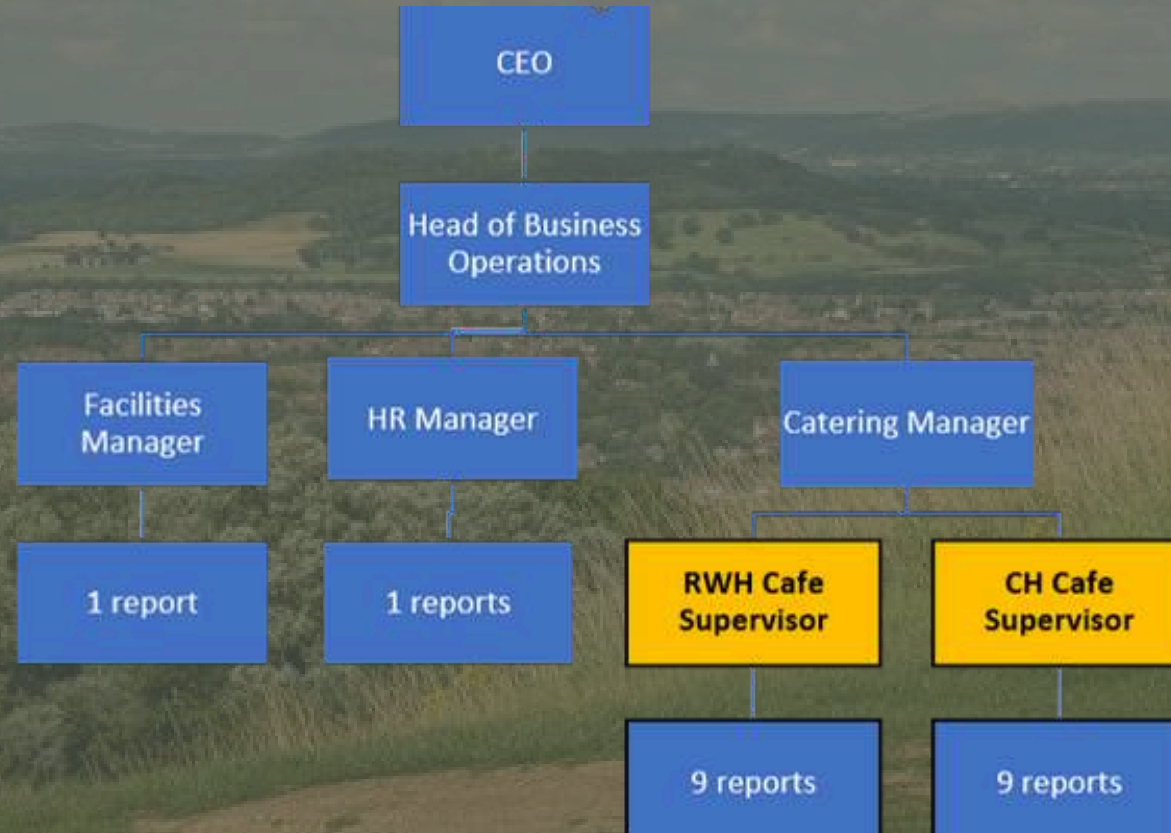 CEO
Head of Business
Operations
Facilities
Manager
HR Manager
Catering Manager
1 report
1 reports
RWH Cafe
Supervisor
CH Cafe
Supervisor
9 reports
9 reports